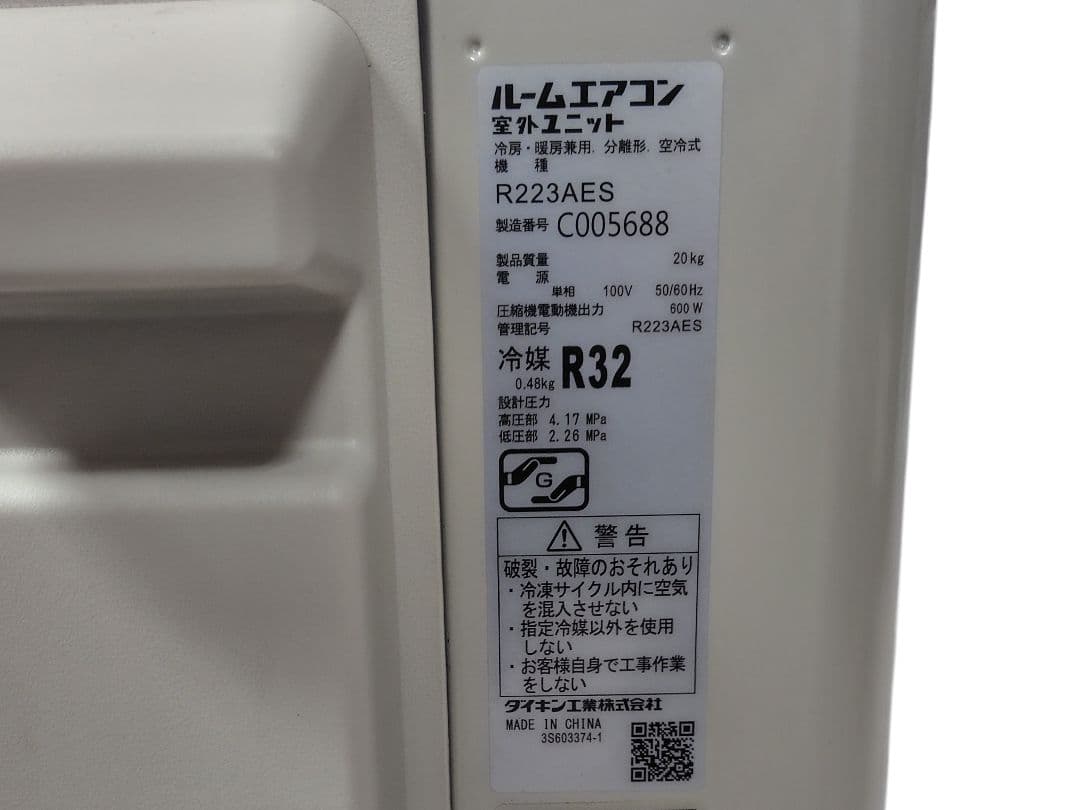 ルームエアコン
室外ユニット
冷房・暖房兼用, 分離形, 空冷式
機 種
R223AES
製造番号 C005688
製品質量 20kg
電 源
単相 100V 50/60Hz
圧縮機電動機出力 600W
管理記号 R223AES
冷媒 R32
0.48kg
設計圧力
高圧部 4.17 MPa
低圧部 2.26 MPa
G
警告
破裂・故障のおそれあり
・冷凍サイクル内に空気
を混入させない
・指定冷媒以外を使用
しない
・お客様自身で工事作業
をしない
ダイキン工業株式会社
MADE IN CHINA
3S603374-1